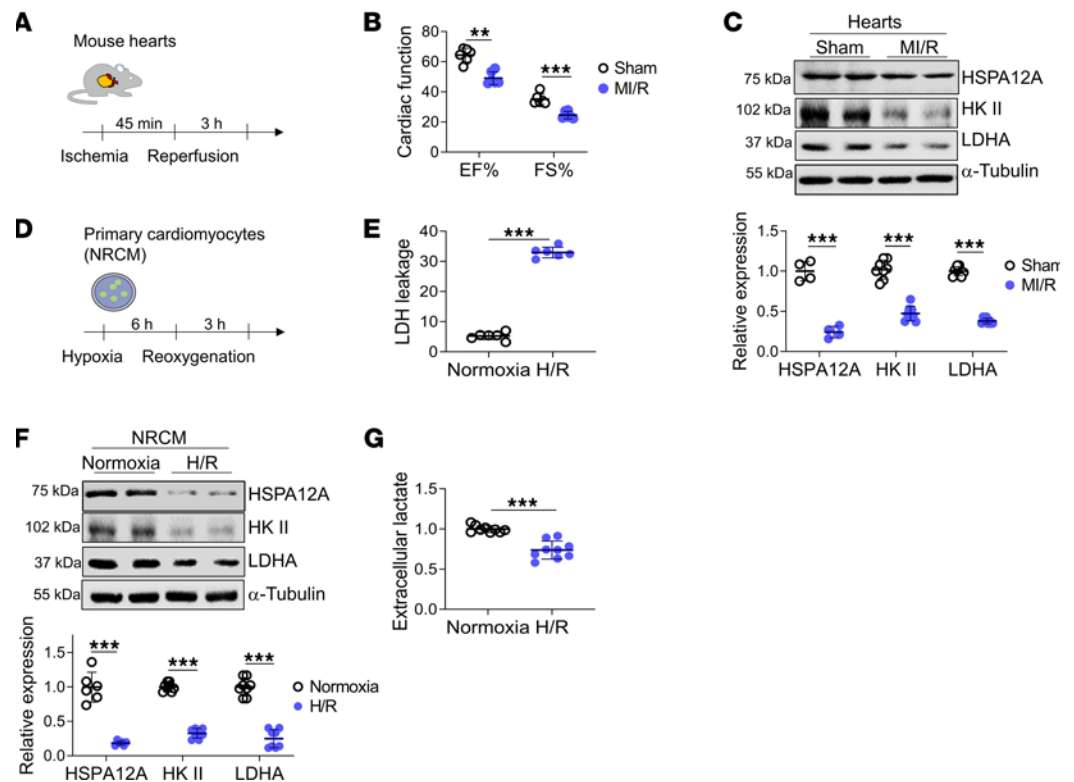 A
Mouse hearts
45 min
3 h
Ischemia
Reperfusion
B
Cardiac function
80
60
40
20
0
**
***
EF%
FS%
Sham
MI/R
C
Hearts
Sham
MI/R
75 kDa
HSPA12A
102 kDa
HK II
37 kDa
LDHA
55 kDa
α-Tubulin
Relative expression
1.5
1.0
0.5
0.0
***
***
***
HSPA12A
HK II
LDHA
Sham
MI/R
D
Primary cardiomyocytes
(NRCM)
6 h
3 h
Hypoxia
Reoxygenation
E
LDH leakage
40
30
20
10
0
***
Normoxia H/R
F
NRCM
Normoxia
H/R
75 kDa
HSPA12A
102 kDa
HK II
37 kDa
LDHA
55 kDa
α-Tubulin
Relative expression
1.5
1.0
0.5
0.0
***
***
***
HSPA12A
HK II
LDHA
Normoxia
H/R
G
Extracellular lactate
1.5
1.0
0.5
0.0
***
Normoxia H/R